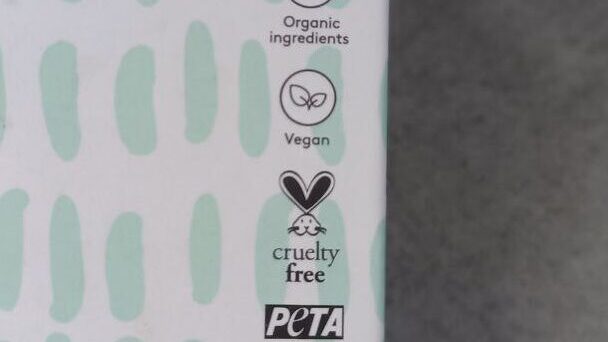 Organic
ingredients
Vegan
cruelty
free
PETA